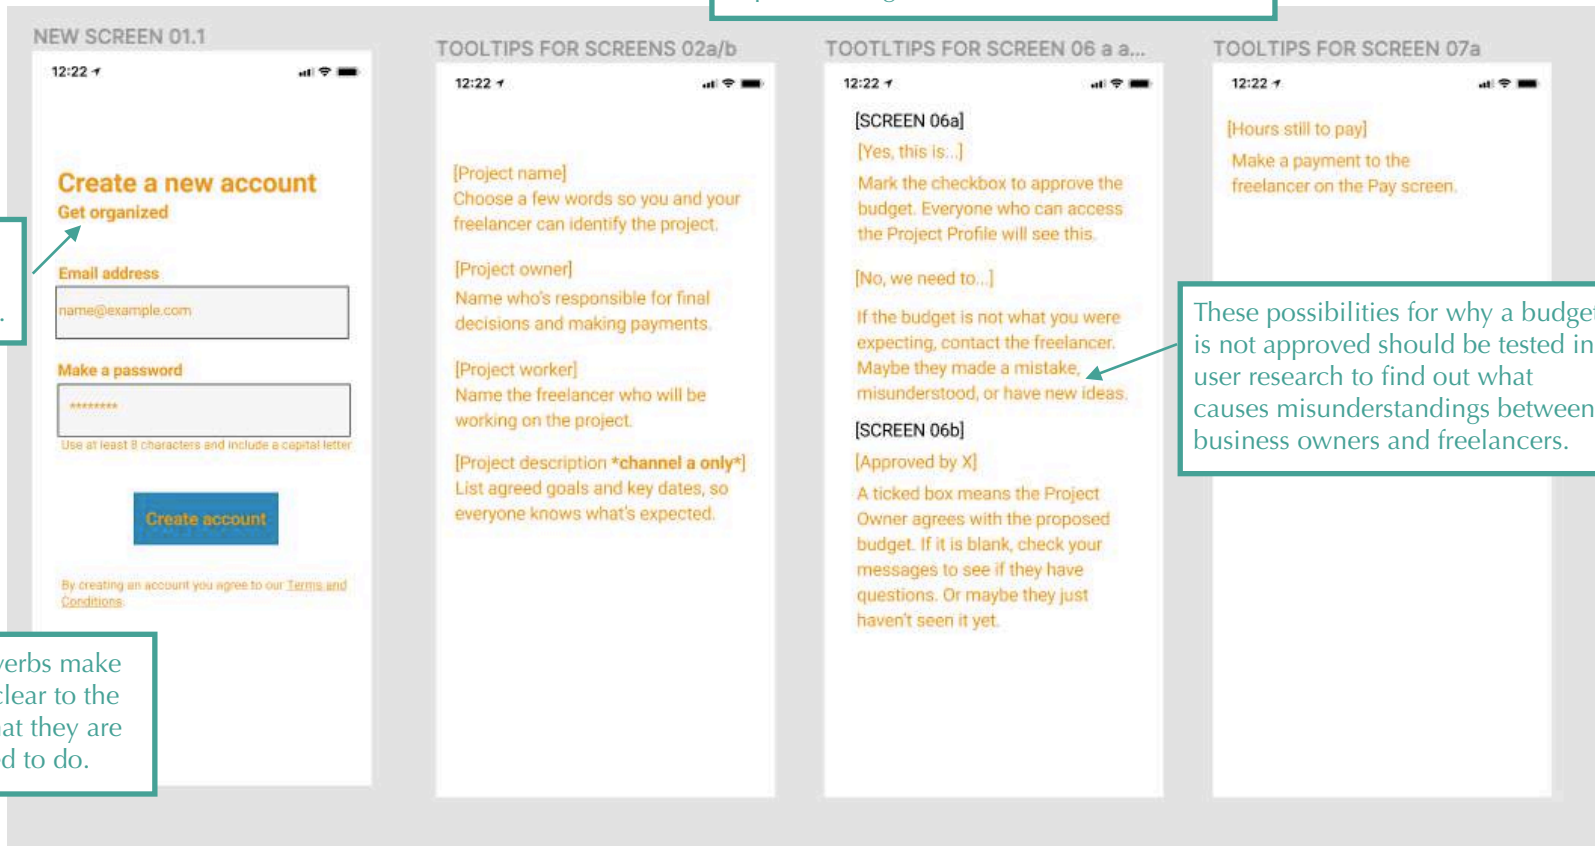 NEW SCREEN 01.1
12:22
Create a new account
Get organized
Email address
name@example.com
Make a password
********
Use at least 8 characters and include a capital letter
Create account
By creating an account you agree to our Terms and
Conditions
.
verbs make
clear to the
at they are
d to do.
TOOLTIPS FOR SCREENS 02a/b
12:22
[Project name]
Choose a few words so you and your
freelancer can identify the project.
[Project owner]
Name who's responsible for final
decisions and making payments.
[Project worker]
Name the freelancer who will be
working on the project.
[Project description *channel a only*]
List agreed goals and key dates, so
everyone knows what's expected.
TOOTLTIPS FOR SCREEN 06 a a...
12:22
[SCREEN 06a]
[Yes, this is...]
Mark the checkbox to approve the
budget. Everyone who can access
the Project Profile will see this.
[No, we need to...]
If the budget is not what you were
expecting, contact the freelancer.
Maybe they made a mistake,
misunderstood, or have new ideas.
[SCREEN 06b]
[Approved by X]
A ticked box means the Project
Owner agrees with the proposed
budget. If it is blank, check your
messages to see if they have
questions. Or maybe they just
haven't seen it yet.
TOOLTIPS FOR SCREEN 07a
12:22
[Hours still to pay]
Make a payment to the
freelancer on the Pay screen.
These possibilities for why a budget
is not approved should be tested in
user research to find out what
causes misunderstandings between
business owners and freelancers.